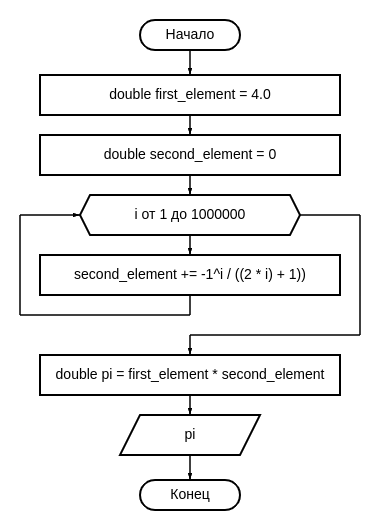 Начало
double first_element = 4.0
double second_element = 0
i от 1 до 1000000
second_element += -1^i / ((2 * i) + 1))
double pi = first_element * second_element
pi
Конец